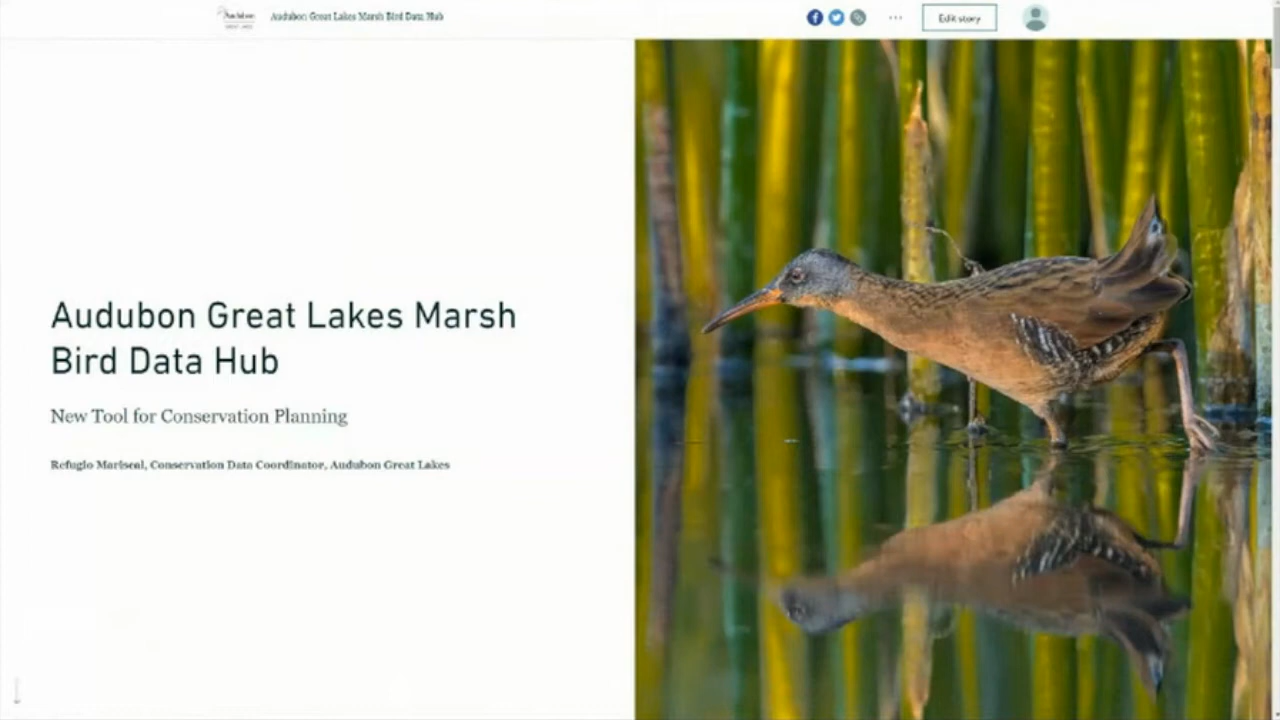 Audubon
Audubon Great Lakes Marsh Bird Data Hub
Edit story
Audubon Great Lakes Marsh
Bird Data Hub
New Tool for Conservation Planning
Refugio Mariscal, Conservation Data Coordinator, Audubon Great Lakes